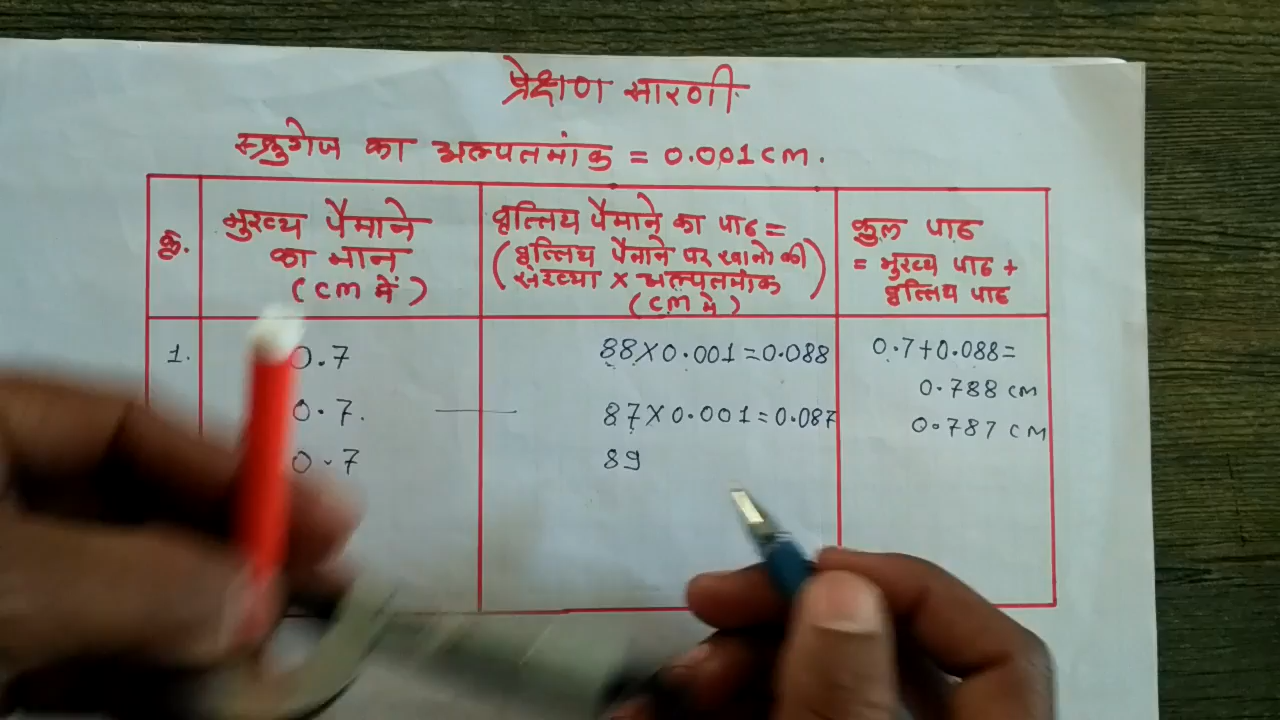 प्रेक्षण सारणी
स्क्रुगेज का अल्पतमांक = 0.001cm.
क्र.
मुख्य पैमाने
का मान
(cm में)
वृत्तिय पैमाने का पाठ =
(वृत्तिय पैमाने पर खानो की
संख्या × अल्पतमांक)
(cm मे)
कुल पाठ
= मुख्य पाठ +
वृत्तिय पाठ
1.
0.7
88×0.001=0.088
0.7+0.088=
0.788 cm
0.7.
87×0.001=0.087
0.787 cm
0.7
89